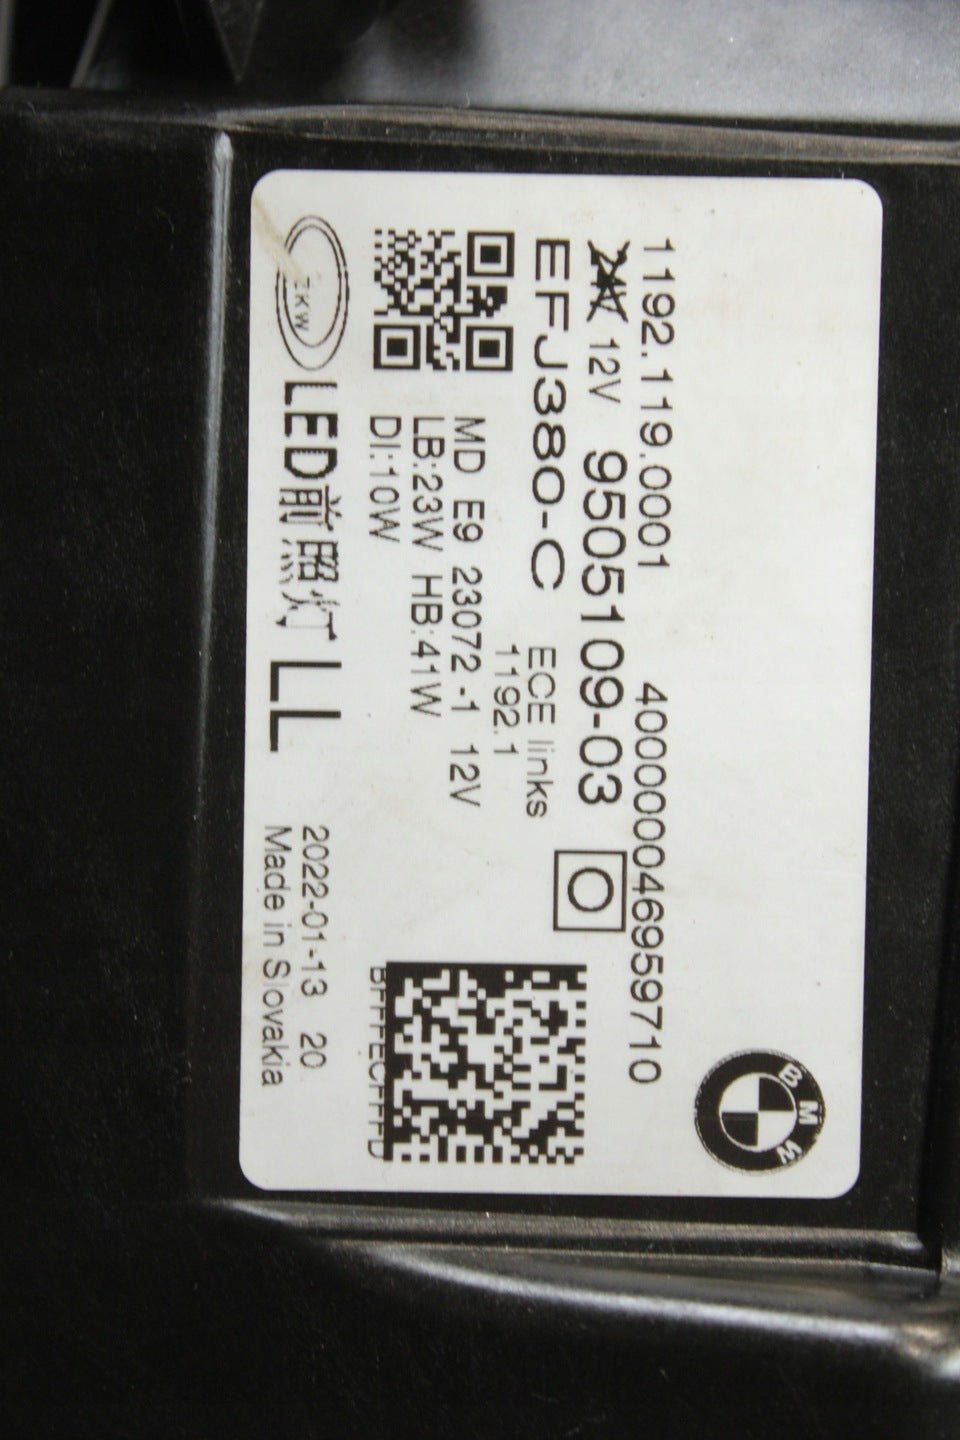 BMW
1192.119.0001 400000046959710
24V 12V 9505109-03
EFJ380-C ECE links O
1192.1
MD E9 23072 -1 12V
LB:23W HB:41W
DI:10W
ZKW LED前照灯 LL
2022-01-13 20
Made in Slovakia